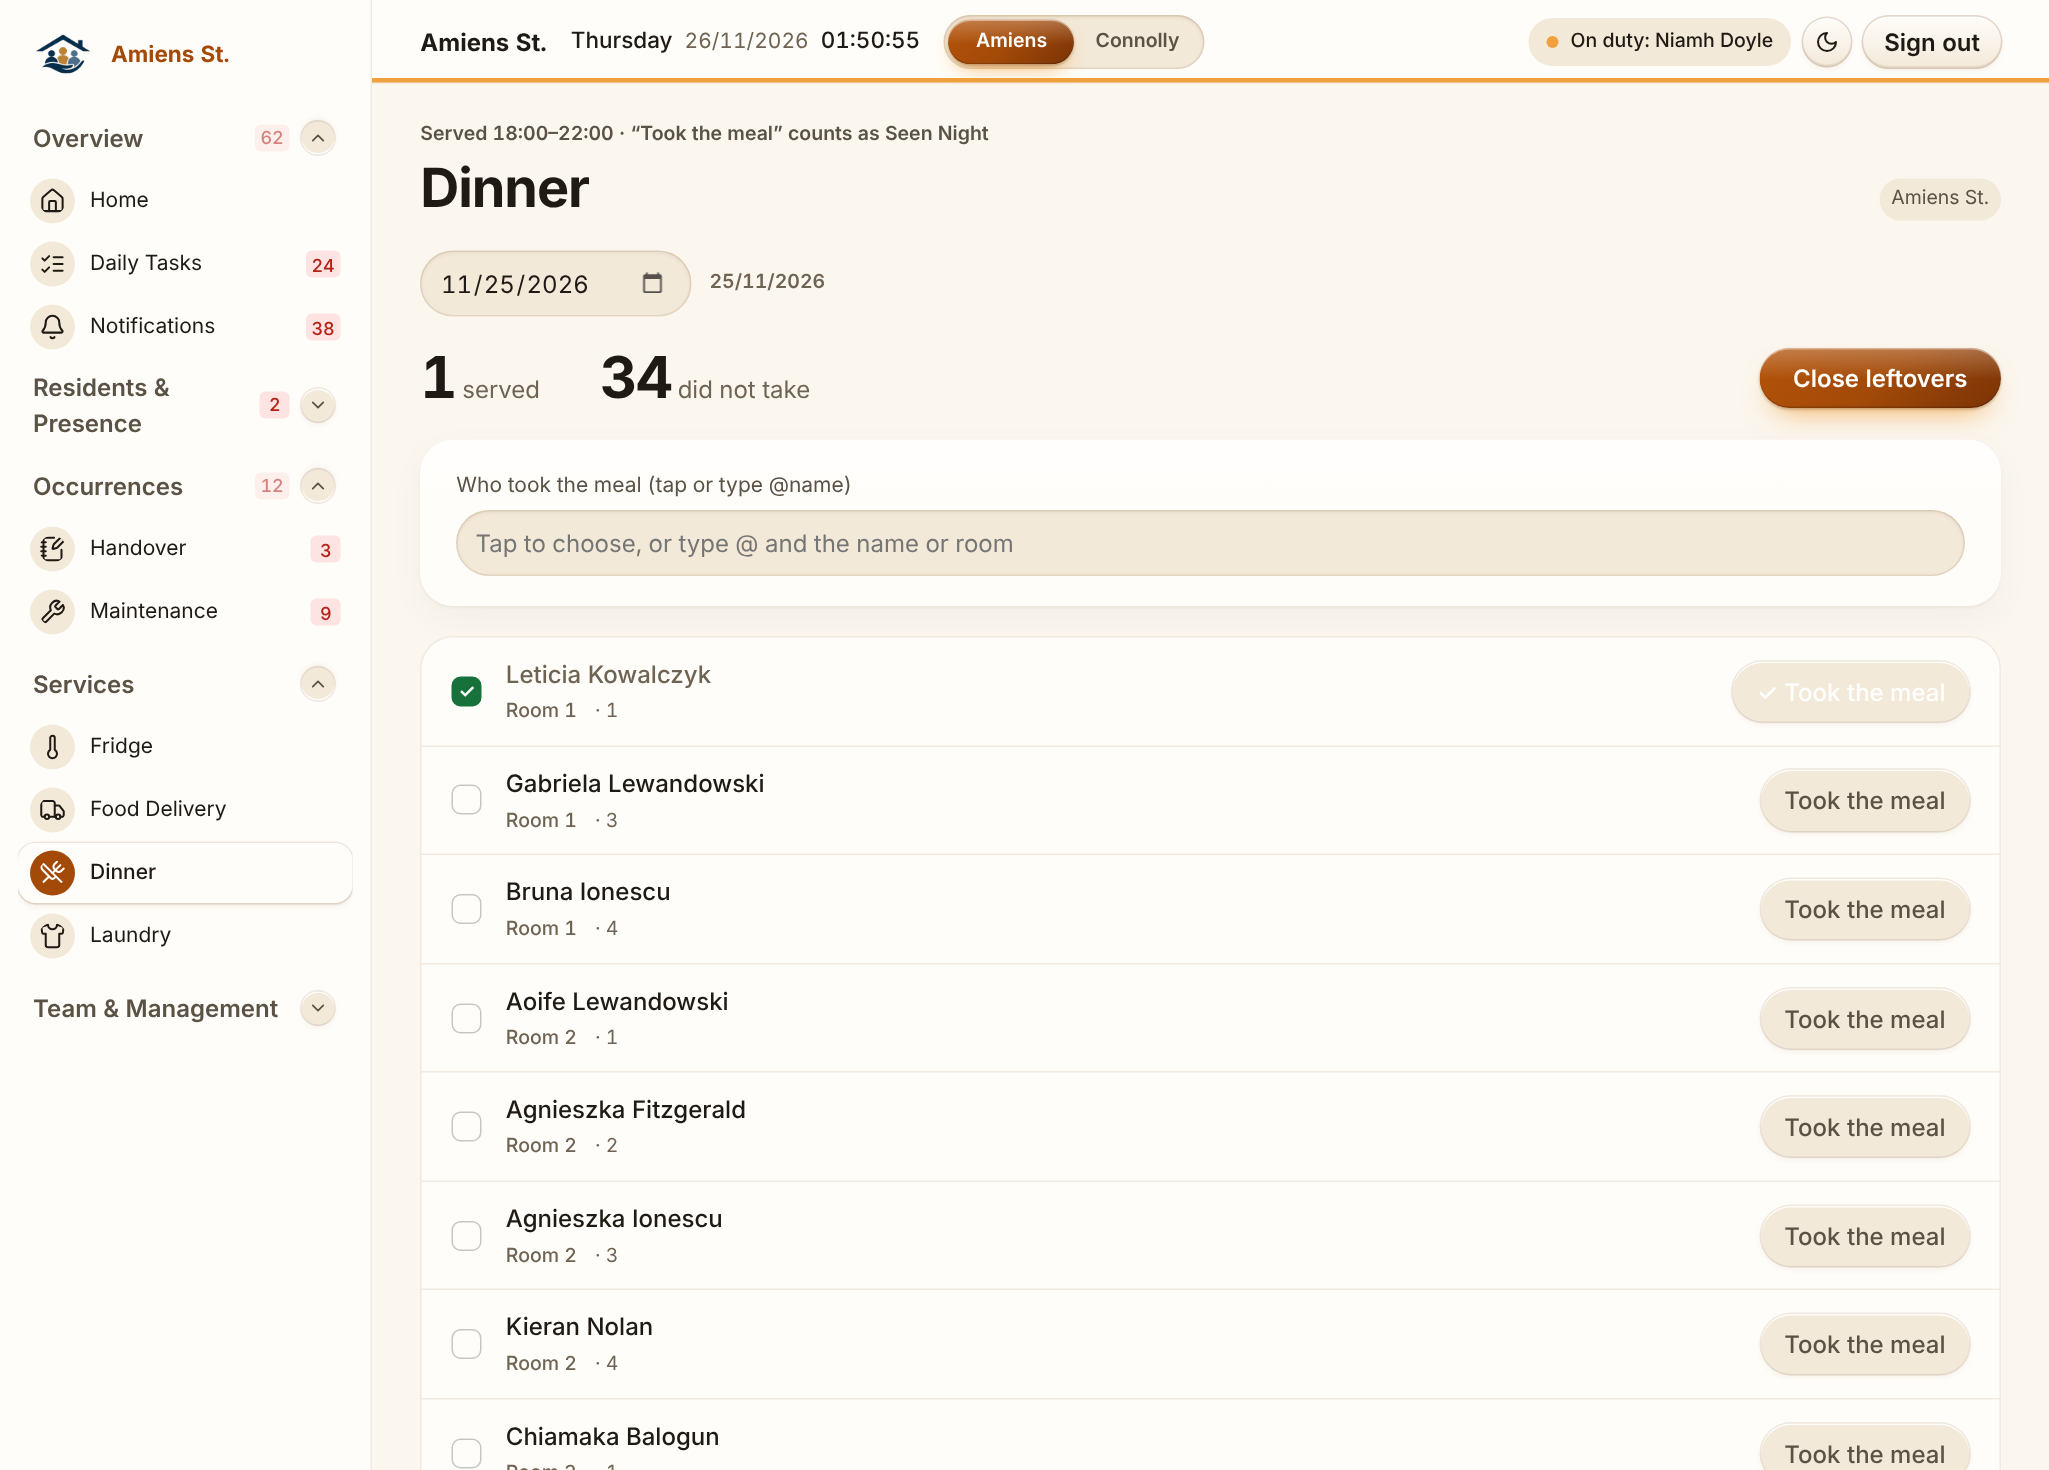 Amiens St.
Overview 62
Home
Daily Tasks 24
Notifications 38
Residents &
Presence 2
Occurrences 12
Handover 3
Maintenance 9
Services
Fridge
Food Delivery
Dinner
Laundry
Team & Management
Amiens St. Thursday 26/11/2026 01:50:55 Amiens Connolly On duty: Niamh Doyle Sign out
Served 18:00–22:00 · “Took the meal” counts as Seen Night
Dinner
Amiens St.
11/25/2026 25/11/2026
1 served 34 did not take Close leftovers
Who took the meal (tap or type @name)
Tap to choose, or type @ and the name or room
Leticia Kowalczyk
Room 1 · 1
✓ Took the meal
Gabriela Lewandowski
Room 1 · 3
Took the meal
Bruna Ionescu
Room 1 · 4
Took the meal
Aoife Lewandowski
Room 2 · 1
Took the meal
Agnieszka Fitzgerald
Room 2 · 2
Took the meal
Agnieszka Ionescu
Room 2 · 3
Took the meal
Kieran Nolan
Room 2 · 4
Took the meal
Chiamaka Balogun
Took the meal